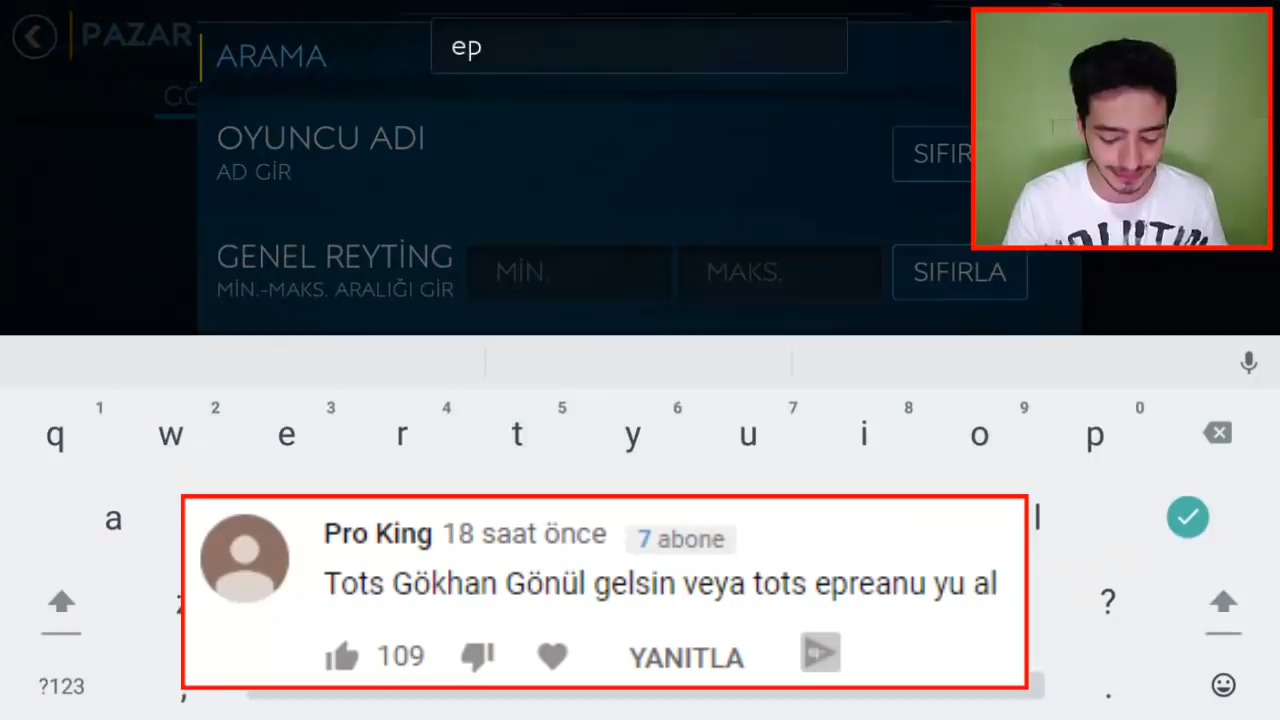 PAZAR
ARAMA
ep
GÖ
OYUNCU ADI
AD GİR
SIFIR
GENEL REYTİNG
MİN.-MAKS. ARALIĞI GİR
MİN.
MAKS.
SIFIRLA
1 2 3 4 5 6 7 8 9 0
q w e r t y u i o p
a l
Pro King 18 saat önce 7 abone
Tots Gökhan Gönül gelsin veya tots epreanu yu al
109 YANITLA
?
?123 , .